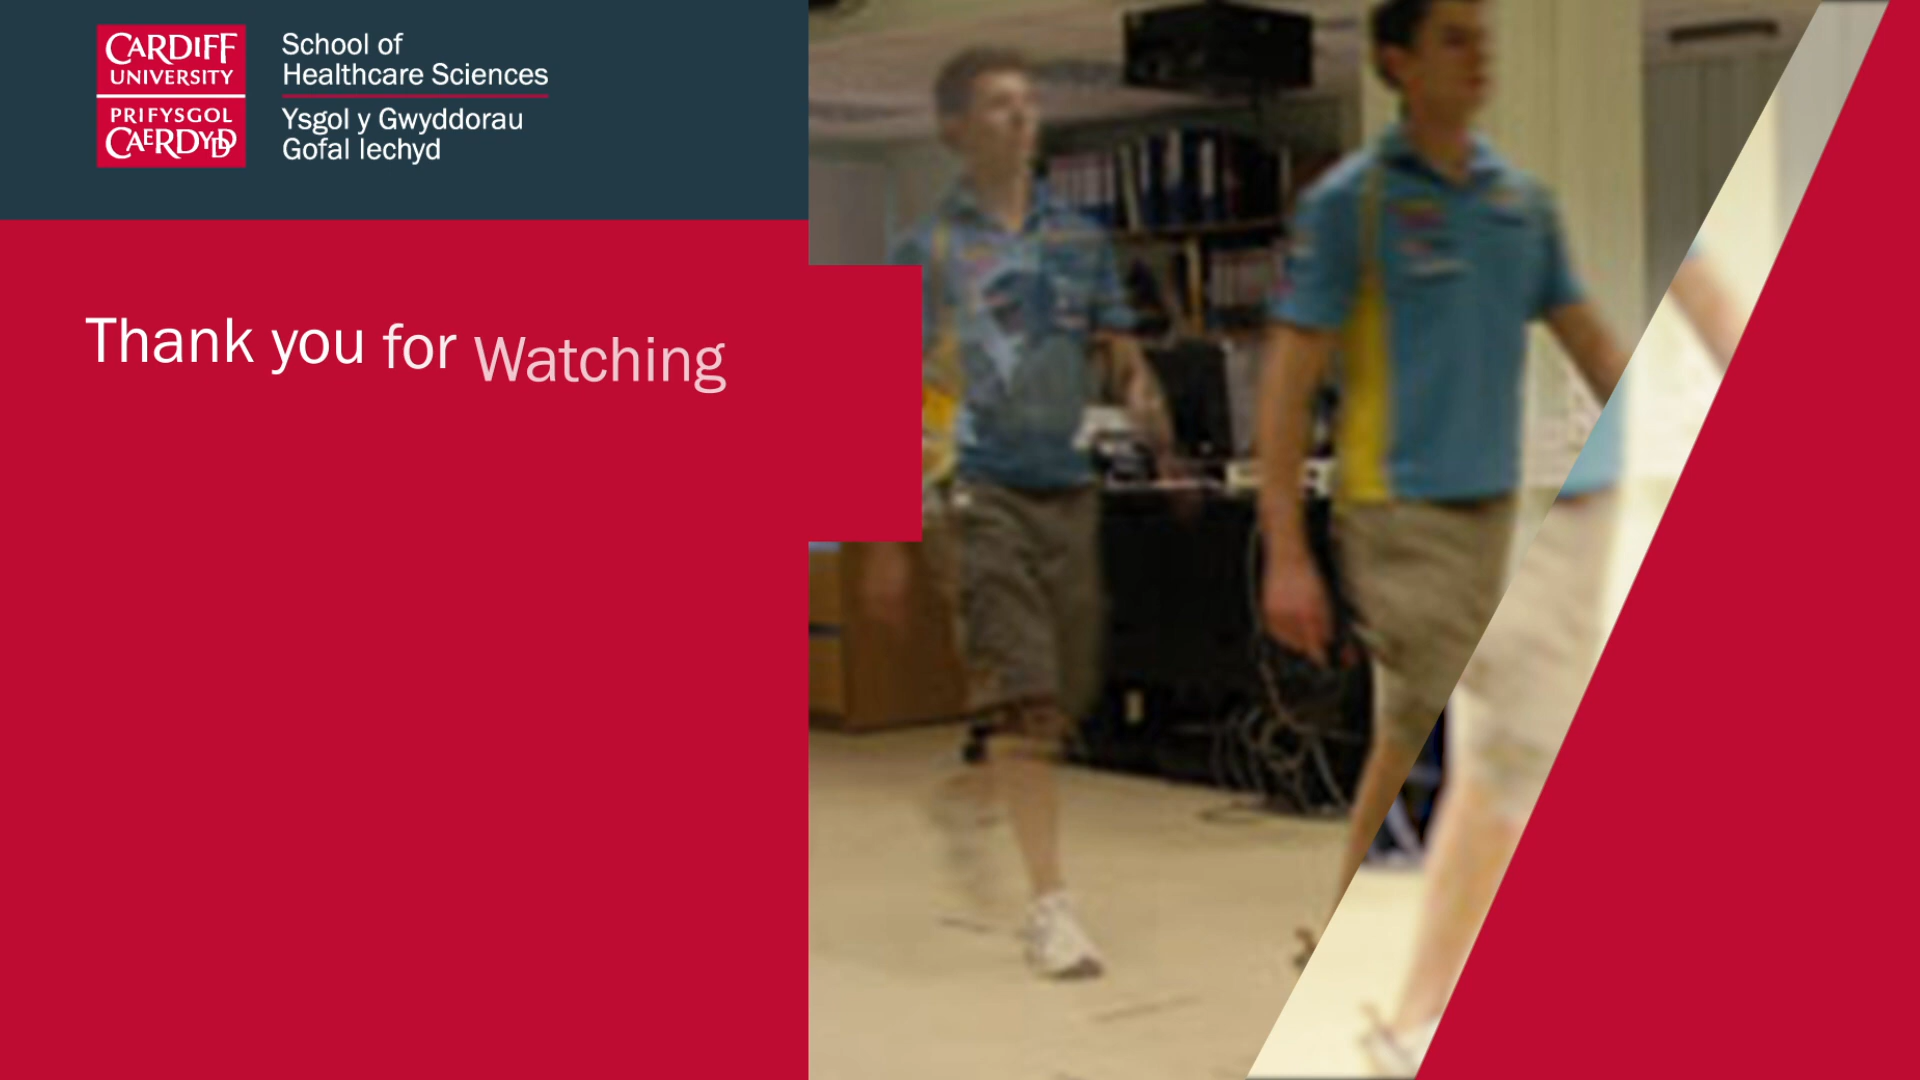 CARDIFF
UNIVERSITY
PRIFYSGOL
CAERDYDD
School of
Healthcare Sciences
Ysgol y Gwyddorau
Gofal Iechyd
Thank you for Watching